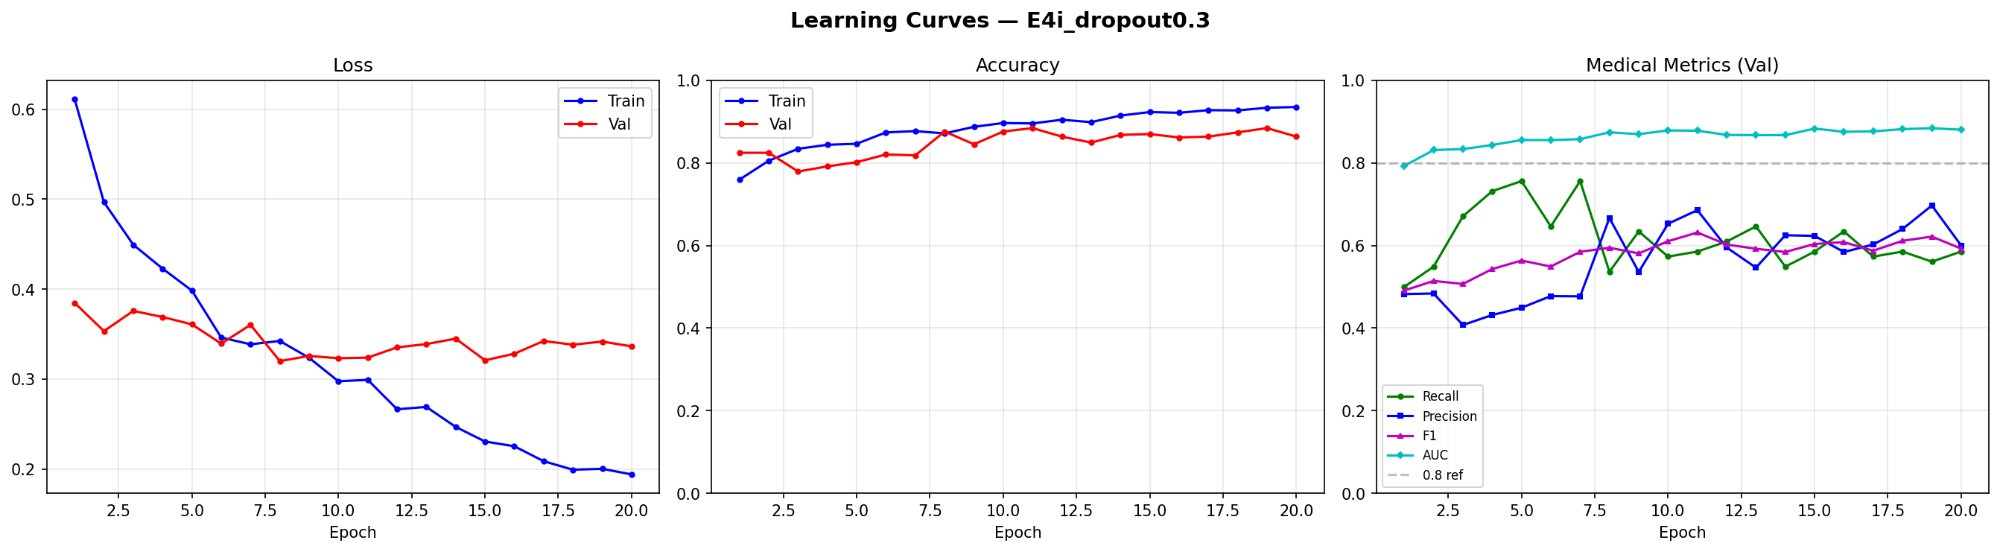 Learning Curves — E4i_dropout0.3
Loss
0.6
0.5
0.4
0.3
0.2
2.5 5.0 7.5 10.0 12.5 15.0 17.5 20.0
Epoch
Train
Val
Accuracy
1.0
0.8
0.6
0.4
0.2
0.0
2.5 5.0 7.5 10.0 12.5 15.0 17.5 20.0
Epoch
Train
Val
Medical Metrics (Val)
1.0
0.8
0.6
0.4
0.2
0.0
2.5 5.0 7.5 10.0 12.5 15.0 17.5 20.0
Epoch
Recall
Precision
F1
AUC
0.8 ref